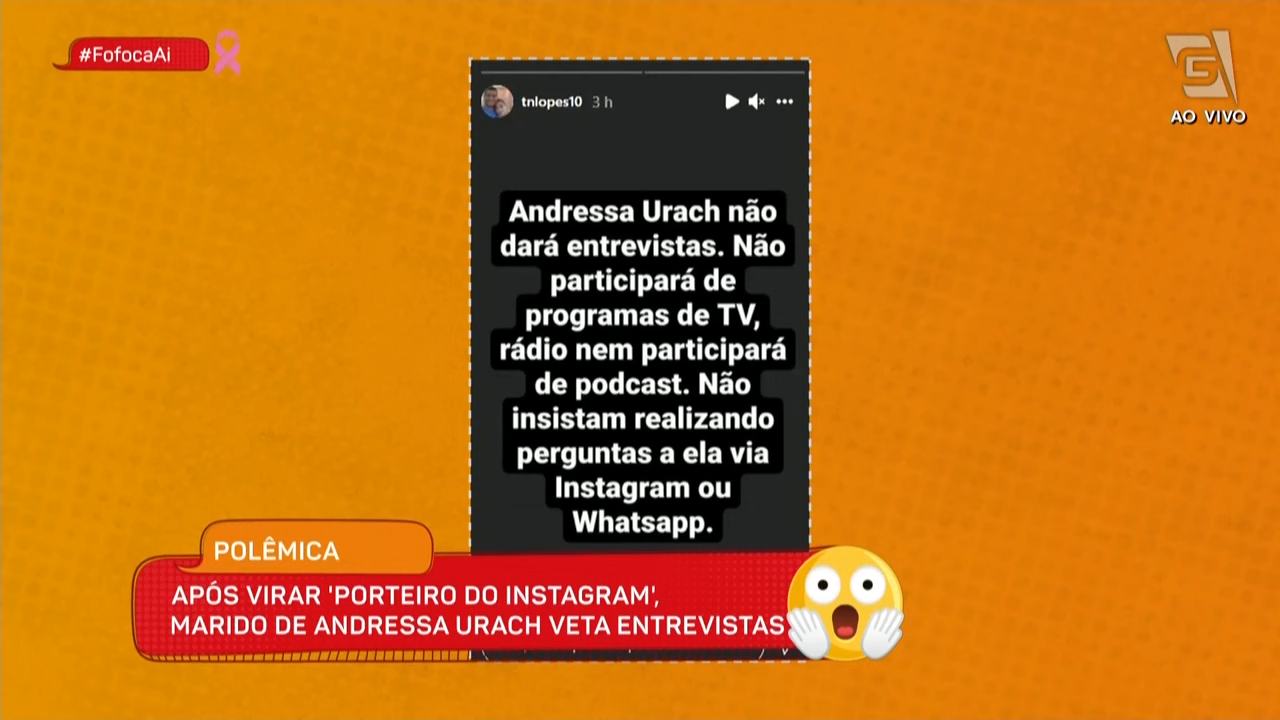 #FofocaAi
AO VIVO
tnlopes10 3 h
Andressa Urach não
dará entrevistas. Não
participará de
programas de TV,
rádio nem participará
de podcast. Não
insistam realizando
perguntas a ela via
Instagram ou
Whatsapp.
POLÊMICA
APÓS VIRAR 'PORTEIRO DO INSTAGRAM',
MARIDO DE ANDRESSA URACH VETA ENTREVISTAS